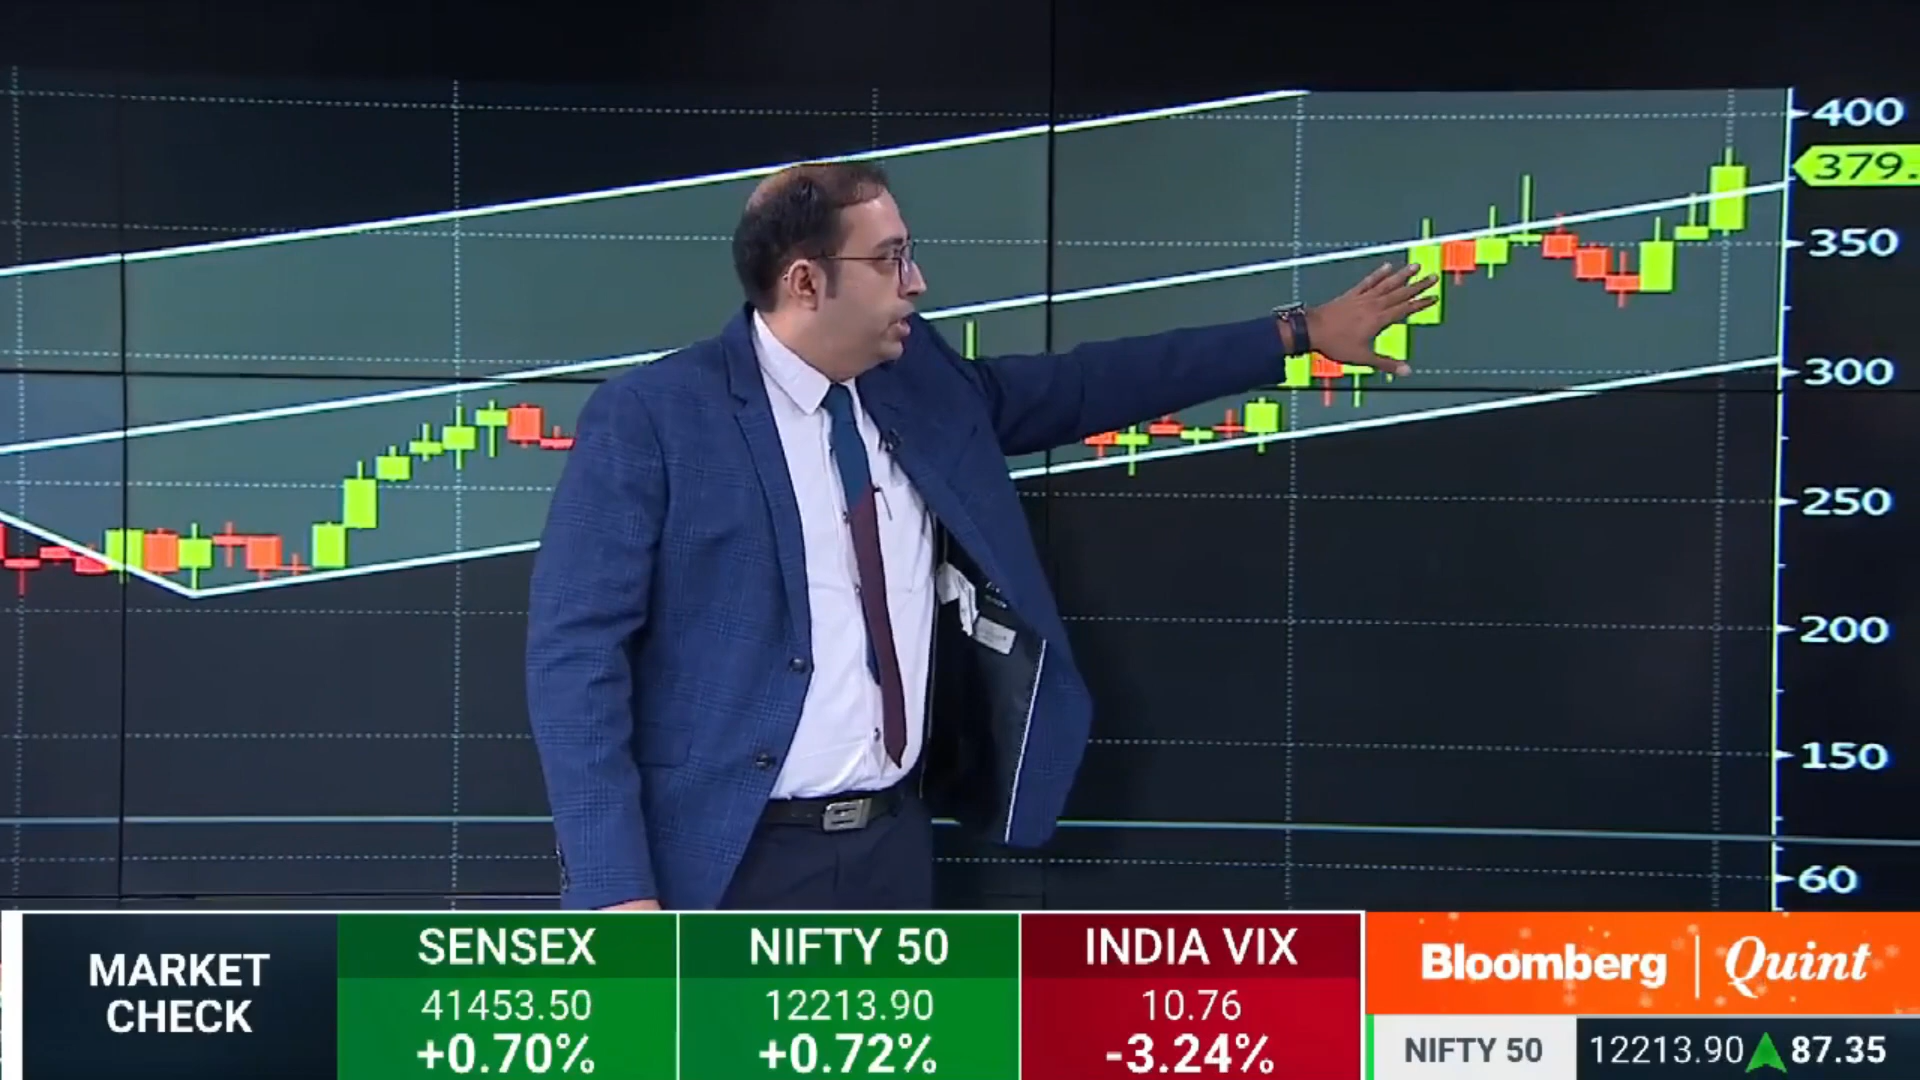 400
379.
350
300
250
200
150
60
MARKET
CHECK
SENSEX
41453.50
+0.70%
NIFTY 50
12213.90
+0.72%
INDIA VIX
10.76
-3.24%
Bloomberg | Quint
NIFTY 50 12213.90 ▲ 87.35